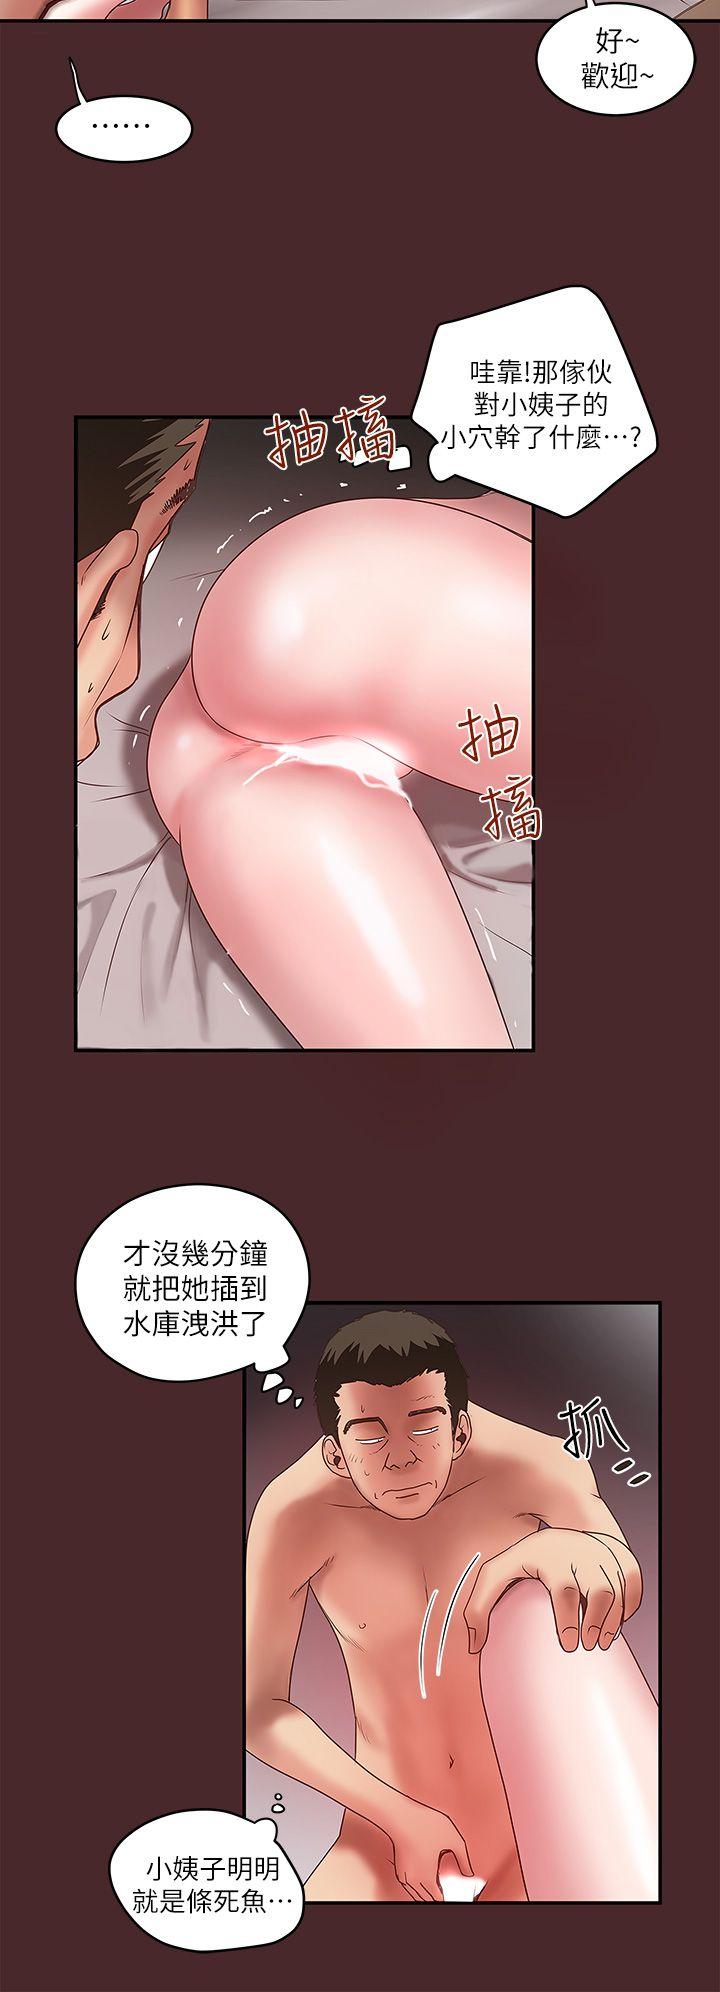 好~
歡迎~
⋯⋯
哇靠!那傢伙
對小姨子的
小穴幹了什麼⋯?
抽搐
抽
搐
才沒幾分鐘
就把她插到
水庫洩洪了
抓
小姨子明明
就是條死魚⋯